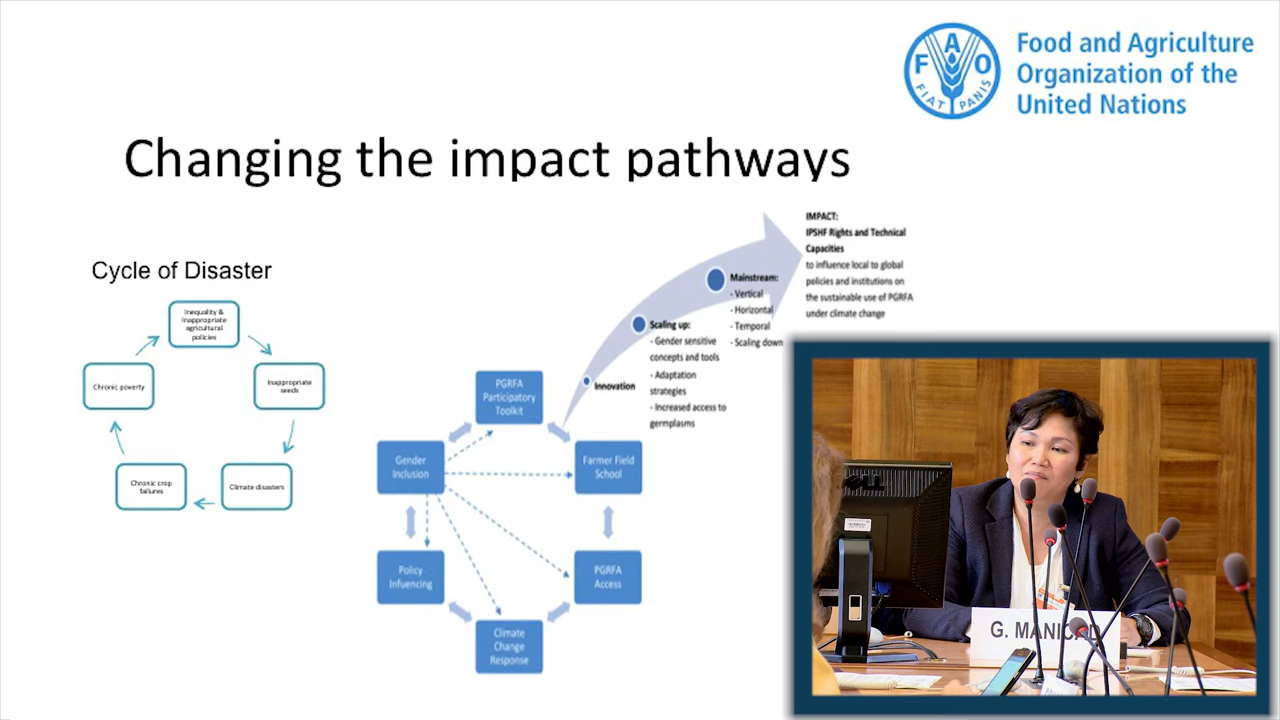 FAO
FIAT PANIS
Food and Agriculture
Organization of the
United Nations
Changing the impact pathways
Cycle of Disaster
Inequality &
Inappropriate
agricultural
policies
Inappropriate
seeds
Climate disasters
Chronic crop
failures
Chronic poverty
PGRFA
Participatory
Toolkit
Gender
Inclusion
Farmer Field
School
Policy
Infuencing
PGRFA
Access
Climate
Change
Response
Innovation
Scaling up:
- Gender sensitive
concepts and tools
- Adaptation
strategies
- Increased access to
germplasms
Mainstream:
- Vertical
- Horizontal
- Temporal
- Scaling down
IMPACT:
IPSHF Rights and Technical
Capacities
to influence local to global
policies and institutions on
the sustainable use of PGRFA
under climate change
G. MANICAD